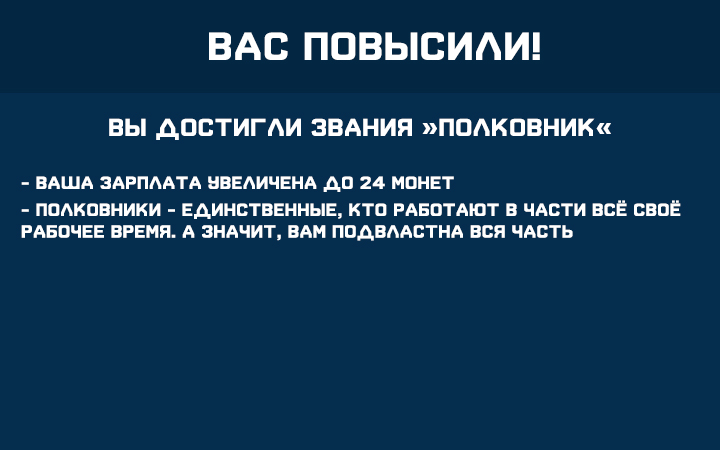 ВАС ПОВЫСИЛИ!
ВЫ ДОСТИГЛИ ЗВАНИЯ »ПОЛКОВНИК«
- ВАША ЗАРПЛАТА УВЕЛИЧЕНА ДО 24 МОНЕТ
- ПОЛКОВНИКИ - ЕДИНСТВЕННЫЕ, КТО РАБОТАЮТ В ЧАСТИ ВСЁ СВОЁ
РАБОЧЕЕ ВРЕМЯ. А ЗНАЧИТ, ВАМ ПОДВЛАСТНА ВСЯ ЧАСТЬ